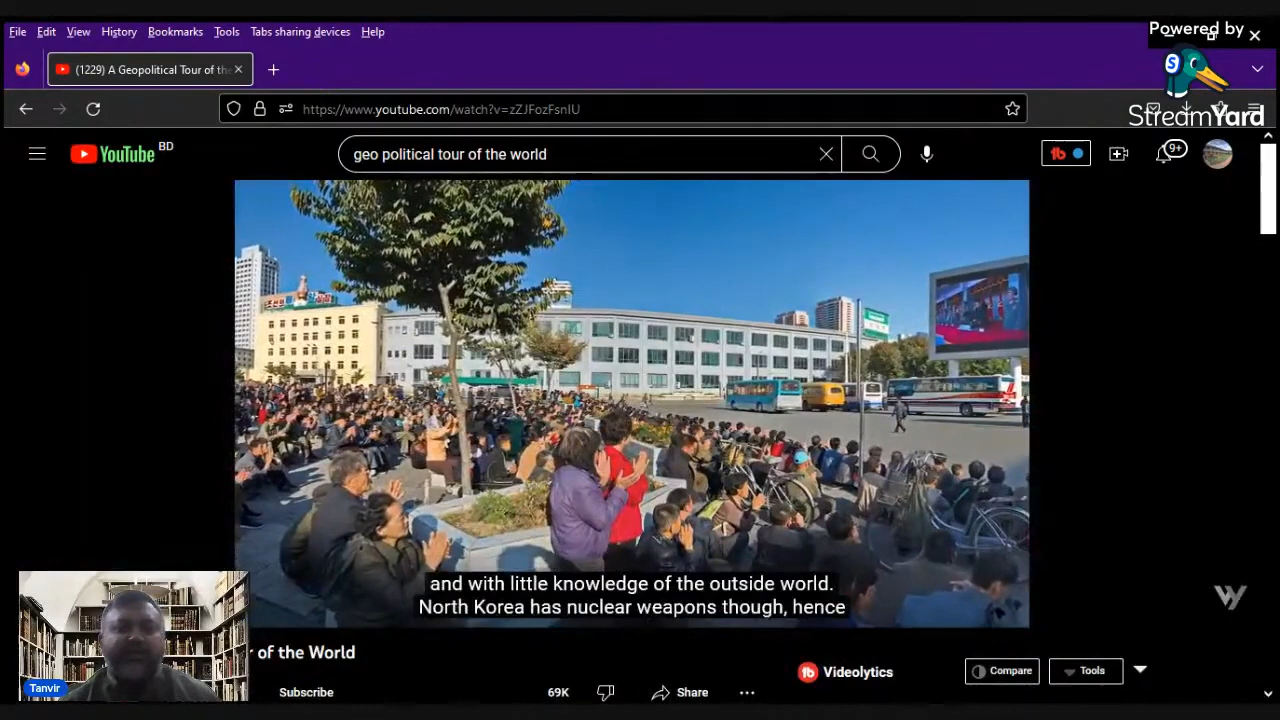 Powered by
StreamYard
File Edit View History Bookmarks Tools Tabs sharing devices Help
(1229) A Geopolitical Tour of the
https://www.youtube.com/watch?v=zZJFozFsnIU
YouTube BD
geo political tour of the world
9+
and with little knowledge of the outside world.
North Korea has nuclear weapons though, hence
of the World
Videolytics
Compare
Tools
Tanvir
Subscribe
69K
Share